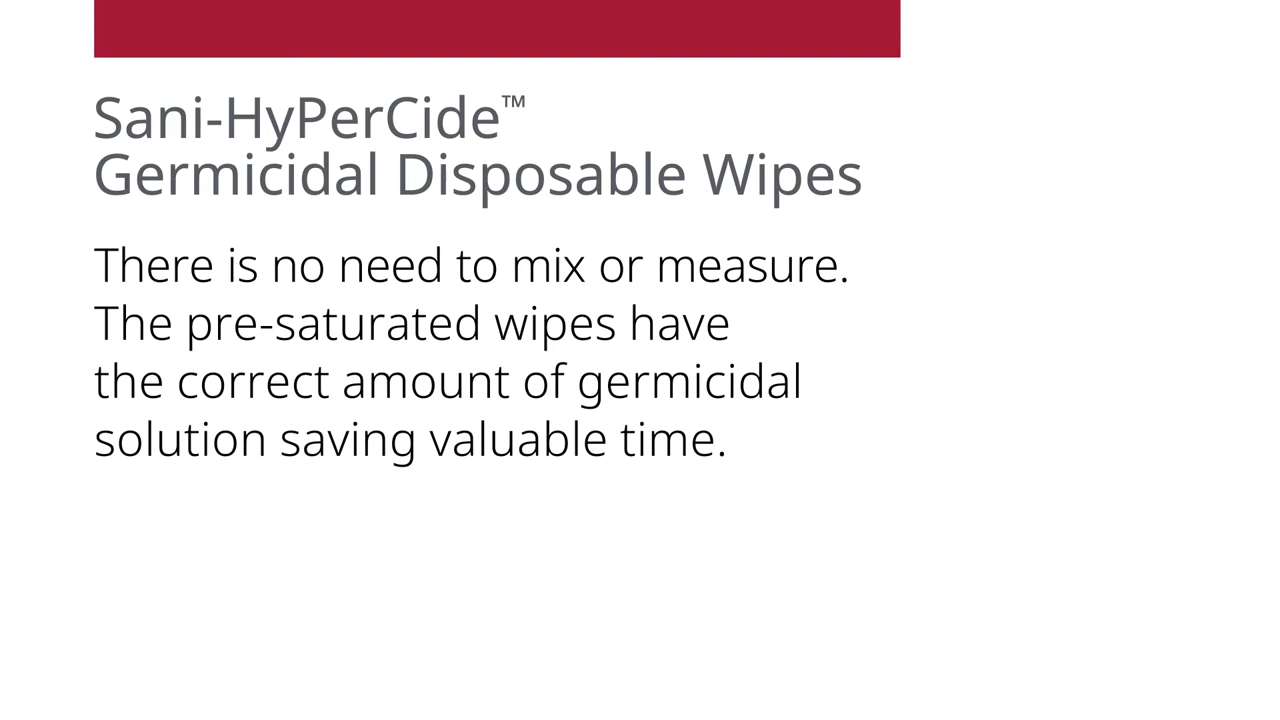 Sani-HyPerCide™
Germicidal Disposable Wipes
There is no need to mix or measure.
The pre-saturated wipes have
the correct amount of germicidal
solution saving valuable time.